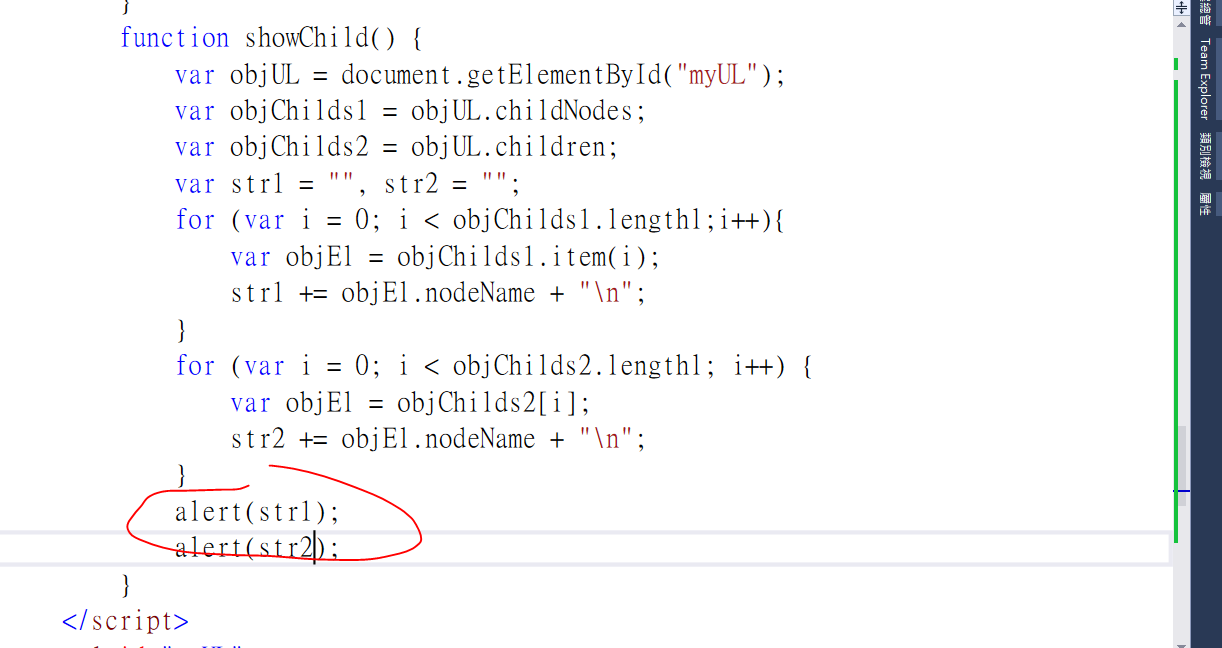 }
function showChild() {
var objUL = document.getElementById("myUL");
var objChilds1 = objUL.childNodes;
var objChilds2 = objUL.children;
var str1 = "", str2 = "";
for (var i = 0; i < objChilds1.lengthl;i++){
var objEl = objChilds1.item(i);
str1 += objEl.nodeName + "\n";
}
for (var i = 0; i < objChilds2.lengthl; i++) {
var objEl = objChilds2[i];
str2 += objEl.nodeName + "\n";
}
alert(str1);
alert(str2);
}
</script>
總管
Team Explorer
類別檢視
屬性